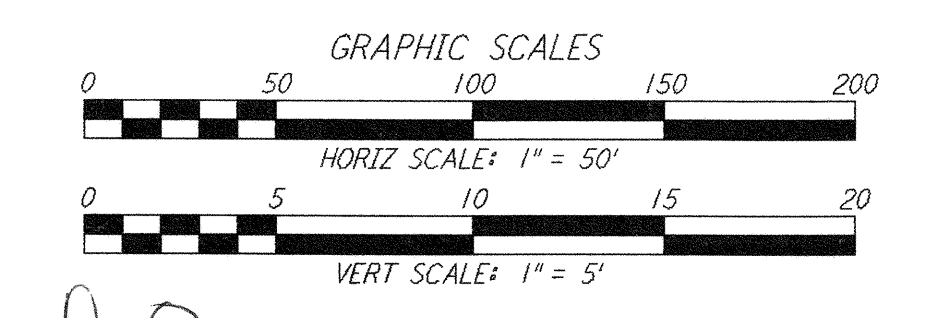 GRAPHIC SCALES
0 50 100 150 200
HORIZ SCALE: 1" = 50'
0 5 10 15 20
VERT SCALE: 1" = 5'